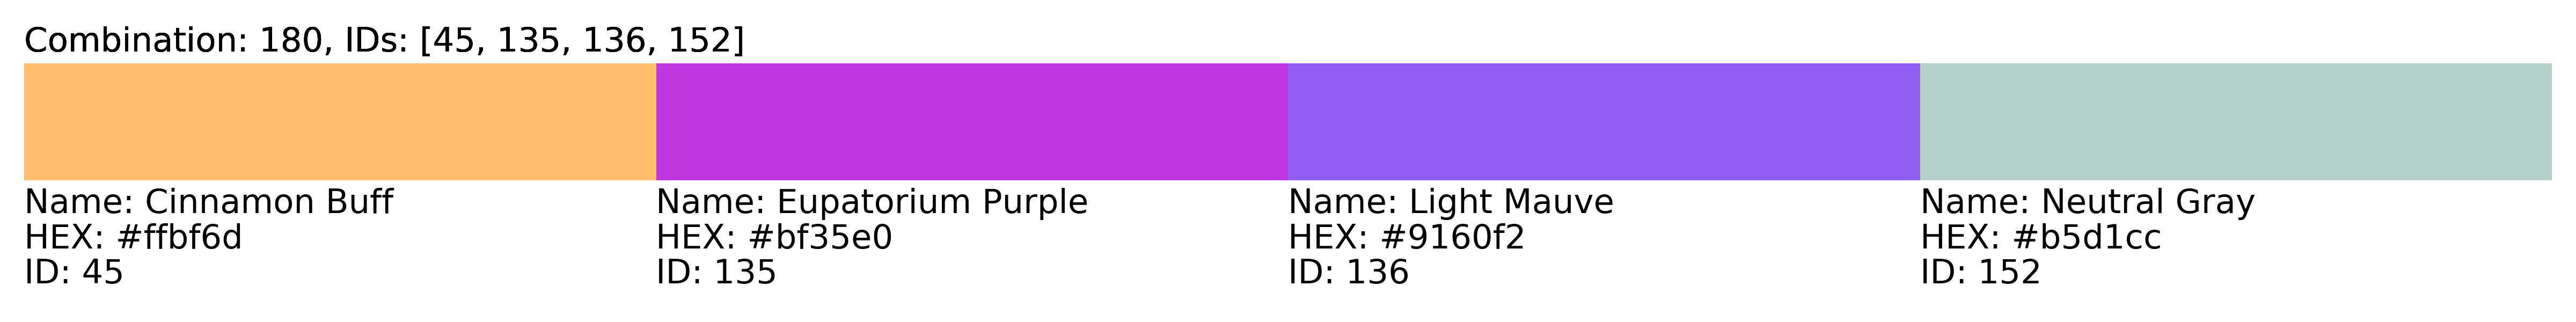 Combination: 180, IDs: [45, 135, 136, 152]
Name: Cinnamon Buff
HEX: #ffbf6d
ID: 45
Name: Eupatorium Purple
HEX: #bf35e0
ID: 135
Name: Light Mauve
HEX: #9160f2
ID: 136
Name: Neutral Gray
HEX: #b5d1cc
ID: 152